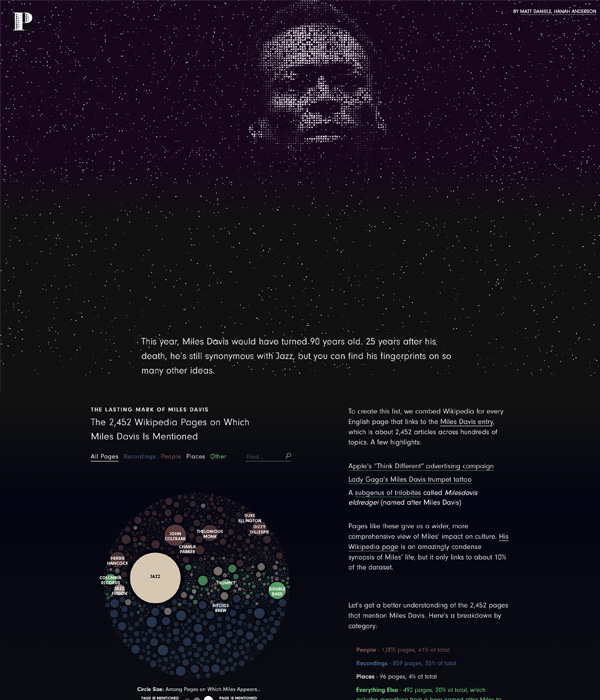 P
BY MATT DANIELS, HANAH ANDERSON
This year, Miles Davis would have turned 90 years old. 25 years after his
death, he's still synonymous with Jazz, but you can find his fingerprints on so
many other ideas.
THE LASTING MARK OF MILES DAVIS
The 2,452 Wikipedia Pages on Which
Miles Davis Is Mentioned
All Pages Recordings People Places Other Find...
DUKE
ELLINGTON
DIZZY
GILLESPIE
JOHN
COLTRANE
THELONIOUS
MONK
CHARLIE
PARKER
HERBIE
HANCOCK
JAZZ
COLUMBIA
RECORDS
JAZZ
FUSION
TRUMPET
DOUBLE
BASS
BITCHES
BREW
Circle Size: Among Pages on Which Miles Appears...
PAGE IS MENTIONED
PAGE IS MENTIONED
To create this list, we combed Wikipedia for every
English page that links to the Miles Davis entry,
which is about 2,452 articles across hundreds of
topics. A few highlights:
Apple's "Think Different" advertising campaign
Lady Gaga's Miles Davis trumpet tattoo
A subgenus of trilobites called Milesdavis
eldredgei (named after Miles Davis)
Pages like these give us a wider, more
comprehensive view of Miles' impact on culture. His
Wikipedia page is an amazingly condense
synopsis of Miles' life, but it only links to about 10%
of the dataset.
Let's get a better understanding of the 2,452 pages
that mention Miles Davis. Here's a breakdown by
category:
People - 1,005 pages, 41% of total
Recordings - 859 pages, 35% of total
Places - 96 pages, 4% of total
Everything Else - 492 pages, 20% of total, which